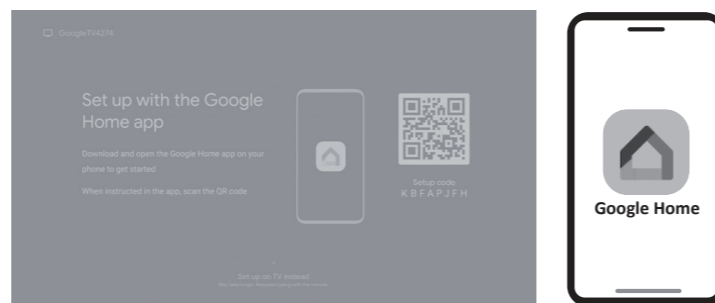 GoogleTV4274
Set up with the Google
Home app
Download and open the Google Home app on your
phone to get started
When instructed in the app, scan the QR code
Setup code
KBFAPJFH
Set up on TV instead
Google Home